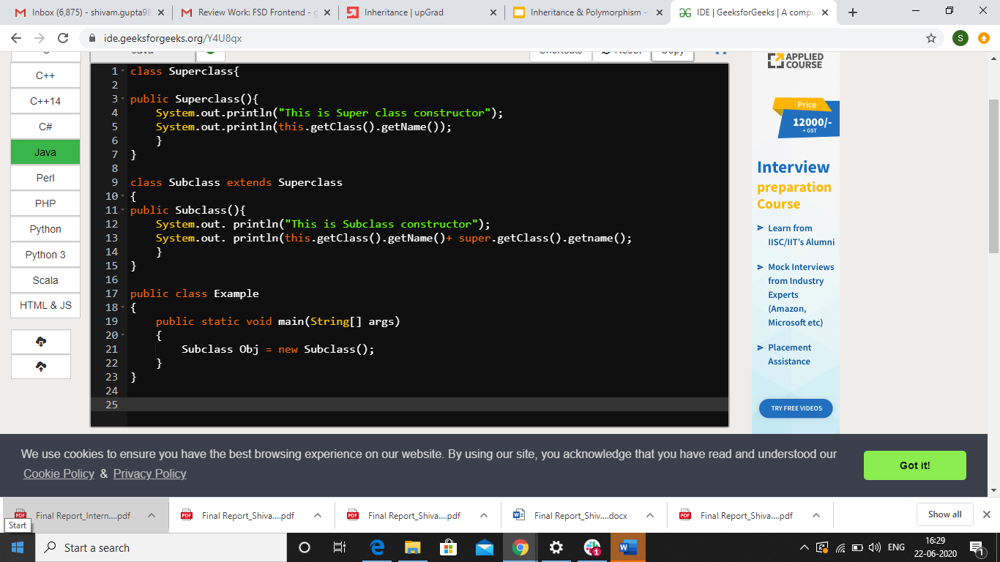 Inbox (6,875) - shivam.gupta98
Review Work: FSD Frontend - g
Inheritance | upGrad
Inheritance & Polymorphism -
IDE | GeeksforGeeks | A compu
ide.geeksforgeeks.org/Y4U8qx
S
Java
Shortcuts
Reset
Copy
C++
C++14
C#
Java
Perl
PHP
Python
Python 3
Scala
HTML & JS
1 class Superclass{
2
3 public Superclass(){
4 System.out.println("This is Super class constructor");
5 System.out.println(this.getClass().getName());
6 }
7 }
8
9 class Subclass extends Superclass
10 {
11 public Subclass(){
12 System.out. println("This is Subclass constructor");
13 System.out. println(this.getClass().getName()+ super.getClass().getname();
14 }
15 }
16
17 public class Example
18 {
19 public static void main(String[] args)
20 {
21 Subclass Obj = new Subclass();
22 }
23 }
24
25
APPLIED
COURSE
Price
12000/-
+ GST
Interview
preparation
Course
Learn from
IISC/IIT's Alumni
Mock Interviews
from Industry
Experts
(Amazon,
Microsoft etc)
Placement
Assistance
TRY FREE VIDEOS
We use cookies to ensure you have the best browsing experience on our website. By using our site, you acknowledge that you have read and understood our
Cookie Policy & Privacy Policy
Got it!
Final Report_Intern....pdf
Final Report_Shiva....pdf
Final Report_Shiva....pdf
Final Report_Shiv....docx
Final Report_Shiva....pdf
Show all
Start
Start a search
1
ENG
16:29
22-06-2020
1